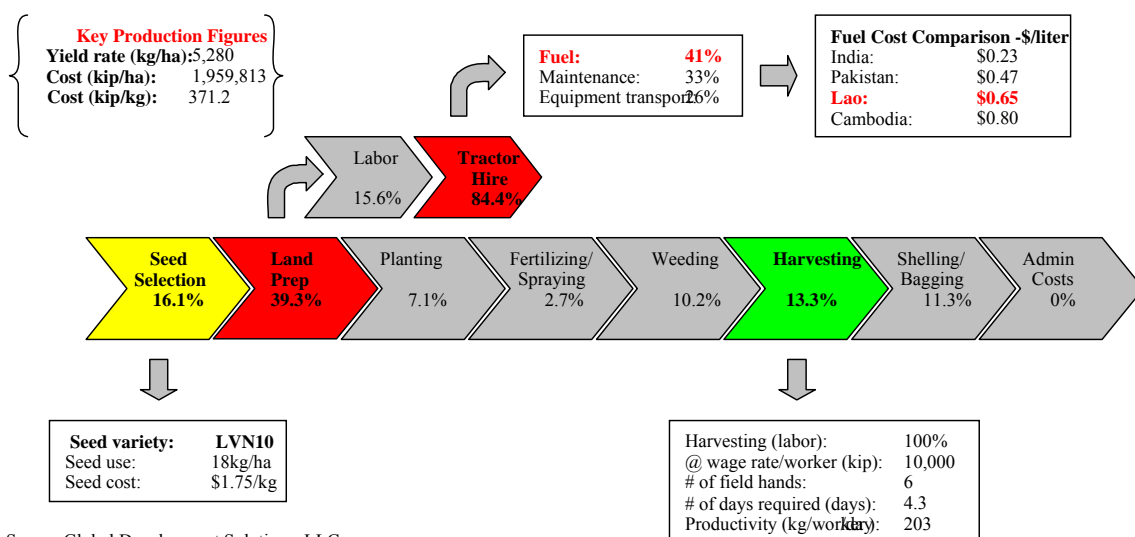 Key Production Figures
Yield rate (kg/ha): 5,280
Cost (kip/ha): 1,959,813
Cost (kip/kg): 371.2
Fuel: 41%
Maintenance: 33%
Equipment transport: 26%
Fuel Cost Comparison -$/liter
India: $0.23
Pakistan: $0.47
Lao: $0.65
Cambodia: $0.80
Labor
15.6%
Tractor
Hire
84.4%
Seed
Selection
16.1%
Land
Prep
39.3%
Planting
7.1%
Fertilizing/
Spraying
2.7%
Weeding
10.2%
Harvesting
13.3%
Shelling/
Bagging
11.3%
Admin
Costs
0%
Seed variety: LVN10
Seed use: 18kg/ha
Seed cost: $1.75/kg
Harvesting (labor): 100%
@ wage rate/worker (kip): 10,000
# of field hands: 6
# of days required (days): 4.3
Productivity (kg/worker/day): 203
Global Development Solutions LLC